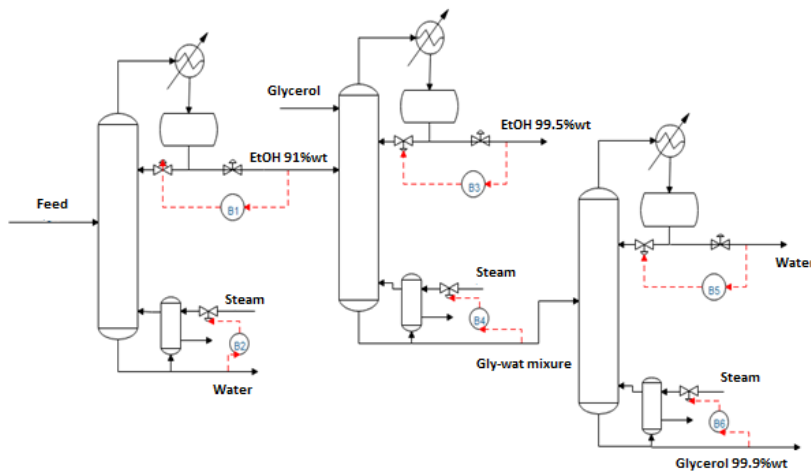 Glycerol
EtOH 99.5%wt
EtOH 91%wt
B1
B3
Feed
Water
B5
Steam
Steam
B4
B2
Gly-wat mixure
Water
Steam
B6
Glycerol 99.9%wt